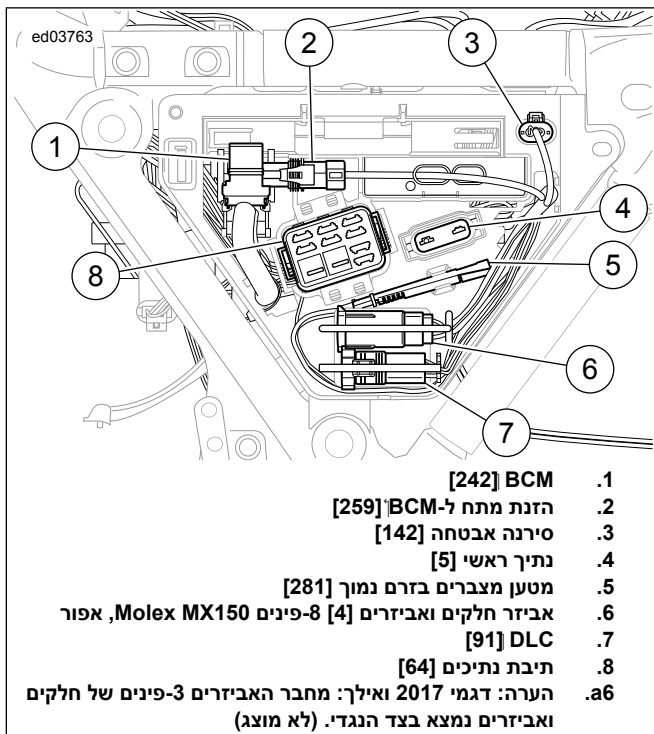 ed03763
1
2
3
4
5
6
7
8
1. BCM [242]
2. הזנת מתח ל-BCM [259]
3. סירנה אבטחה [142]
4. נתיך ראשי [5]
5. מטען מצברים בזרם נמוך [281]
6. אביזר חלקים ואביזרים [4] 8-פינים Molex MX150, אפור
7. DLC [91]
8. תיבת נתיכים [64]
a6. הערה: דגמי 2017 ואילך: מחבר האביזרים 3-פינים של חלקים
ואביזרים נמצא בצד הנגדי. (לא מוצג)